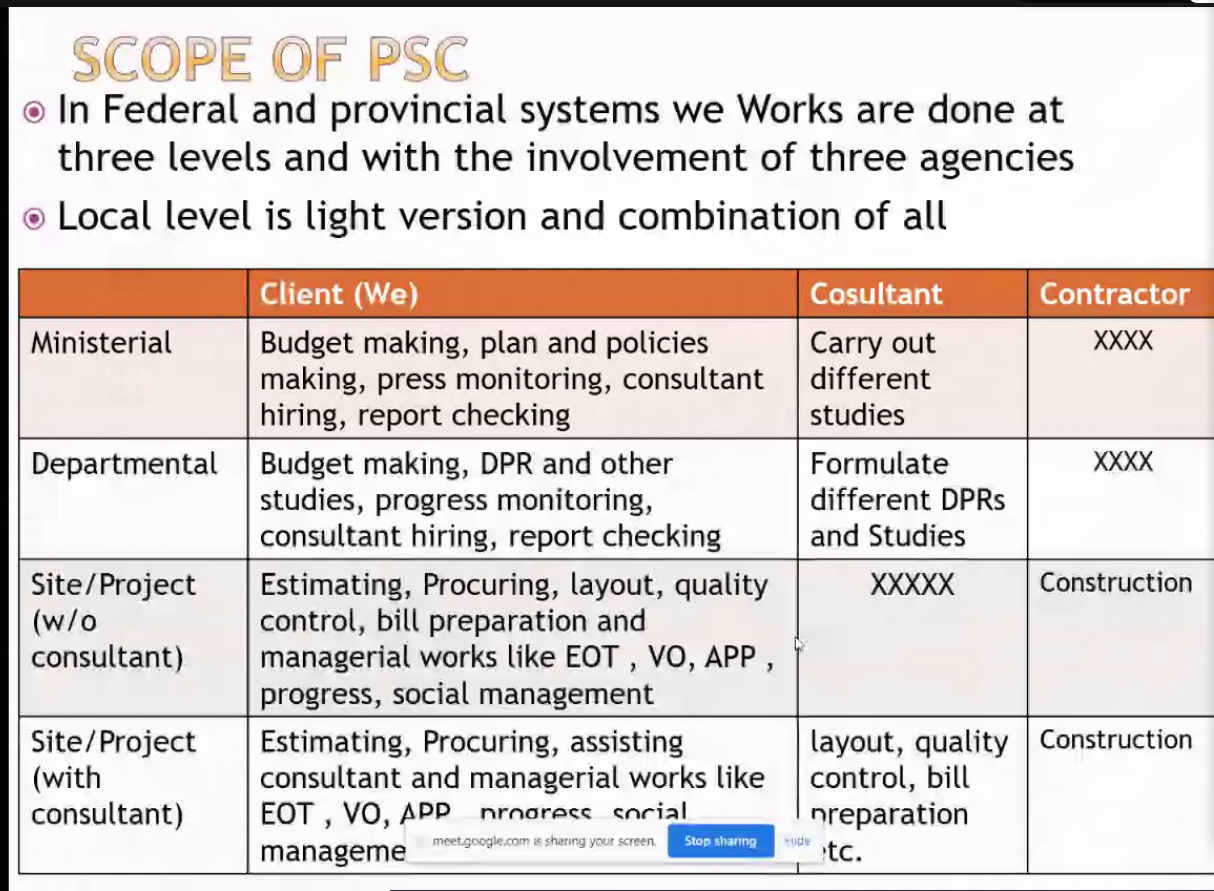 SCOPE OF PSC
In Federal and provincial systems we Works are done at
three levels and with the involvement of three agencies
Local level is light version and combination of all
Client (We)
Cosultant
Contractor
Ministerial
Budget making, plan and policies
making, press monitoring, consultant
hiring, report checking
Carry out
different
studies
XXXX
Departmental
Budget making, DPR and other
studies, progress monitoring,
consultant hiring, report checking
Formulate
different DPRs
and Studies
XXXX
Site/Project
(w/o
consultant)
Estimating, Procuring, layout, quality
control, bill preparation and
managerial works like EOT , VO, APP ,
progress, social management
XXXXX
Construction
Site/Project
(with
consultant)
Estimating, Procuring, assisting
consultant and managerial works like
EOT , VO, APP progress social
manageme
layout, quality
control, bill
preparation
etc.
Construction
meet.google.com is sharing your screen.
Stop sharing
Hide